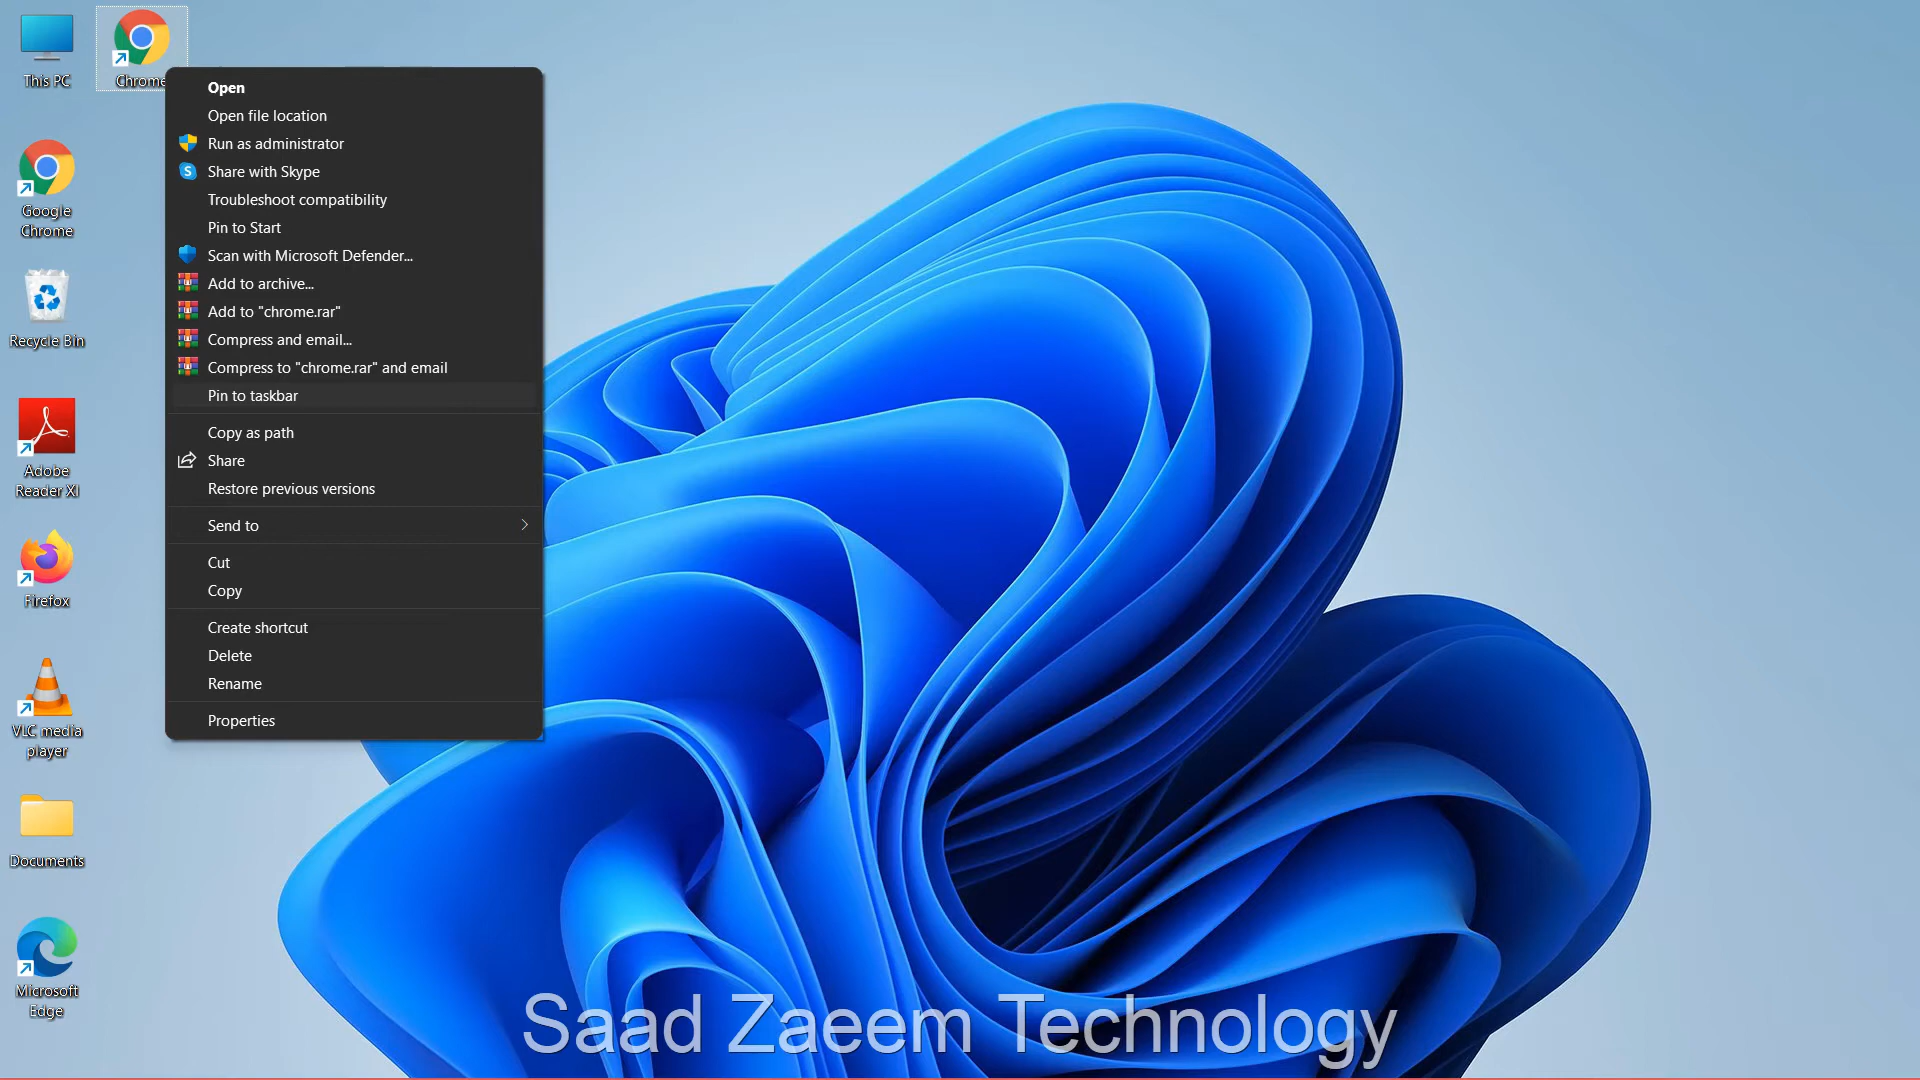 This PC
Chrome
Google
Chrome
Recycle Bin
Adobe
Reader XI
Firefox
VLC media
player
Documents
Microsoft
Edge
Open
Open file location
Run as administrator
Share with Skype
Troubleshoot compatibility
Pin to Start
Scan with Microsoft Defender...
Add to archive...
Add to "chrome.rar"
Compress and email...
Compress to "chrome.rar" and email
Pin to taskbar
Copy as path
Share
Restore previous versions
Send to
Cut
Copy
Create shortcut
Delete
Rename
Properties
Saad Zaeem Technology